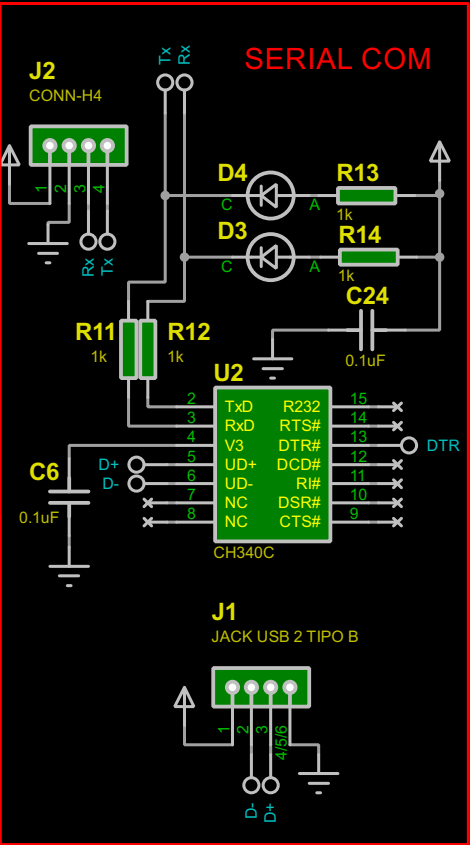 SERIAL COM
Tx
Rx
J2
CONN-H4
1
2
3
4
Rx
Tx
D4
C
A
R13
1k
D3
C
A
R14
1k
C24
0.1uF
R11
1k
R12
1k
U2
2 TxD R232 15
3 RxD RTS# 14
4 V3 DTR# 13
DTR
D+ 5 UD+ DCD# 12
D- 6 UD- RI# 11
7 NC DSR# 10
8 NC CTS# 9
CH340C
C6
0.1uF
J1
JACK USB 2 TIPO B
1
2
3
4/5/6
D-
D+